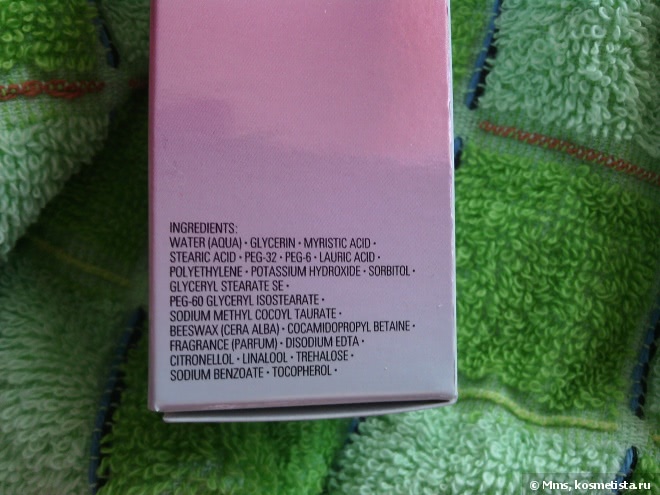 INGREDIENTS:
WATER (AQUA) • GLYCERIN • MYRISTIC ACID •
STEARIC ACID • PEG-32 • PEG-6 • LAURIC ACID •
POLYETHYLENE • POTASSIUM HYDROXIDE • SORBITOL •
GLYCERYL STEARATE SE •
PEG-60 GLYCERYL ISOSTEARATE •
SODIUM METHYL COCOYL TAURATE •
BEESWAX (CERA ALBA) • COCAMIDOPROPYL BETAINE •
FRAGRANCE (PARFUM) • DISODIUM EDTA •
CITRONELLOL • LINALOOL • TREHALOSE •
SODIUM BENZOATE • TOCOPHEROL •
© Mms, kosmetista.ru